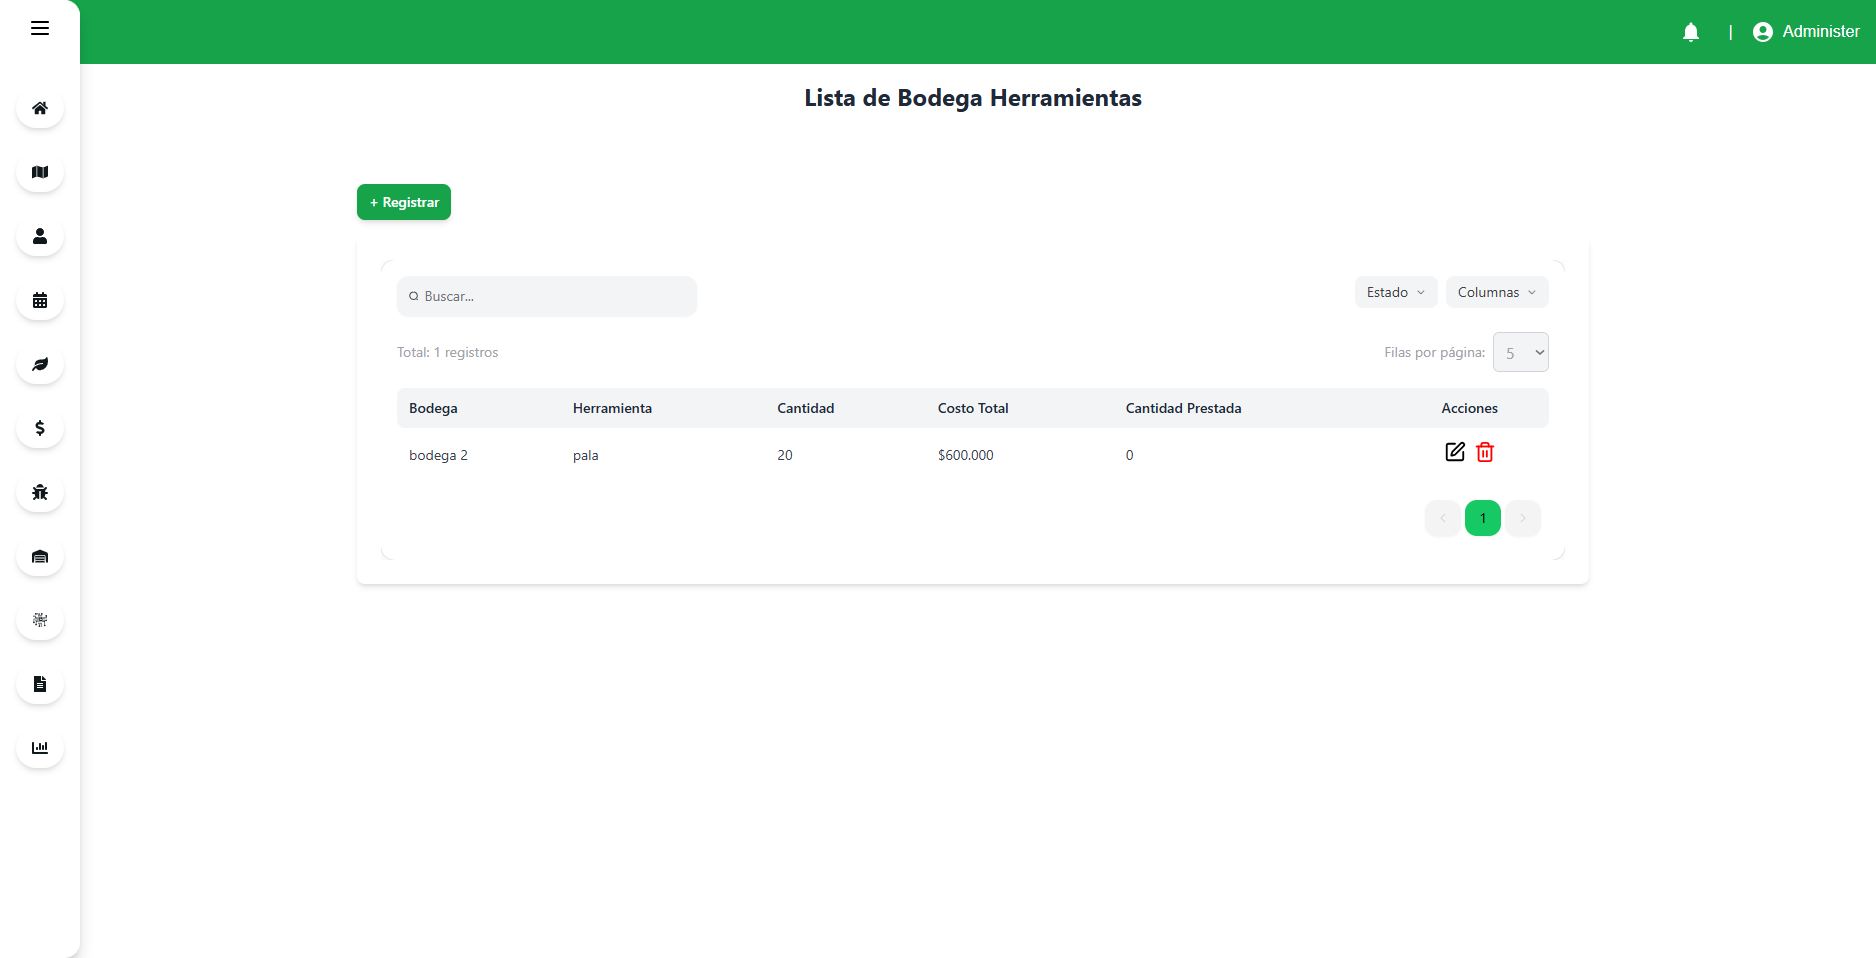 | Administer
Lista de Bodega Herramientas
+ Registrar
Buscar... Estado Columnas
Total: 1 registros Filas por página: 5
Bodega Herramienta Cantidad Costo Total Cantidad Prestada Acciones
bodega 2 pala 20 $600.000 0
1